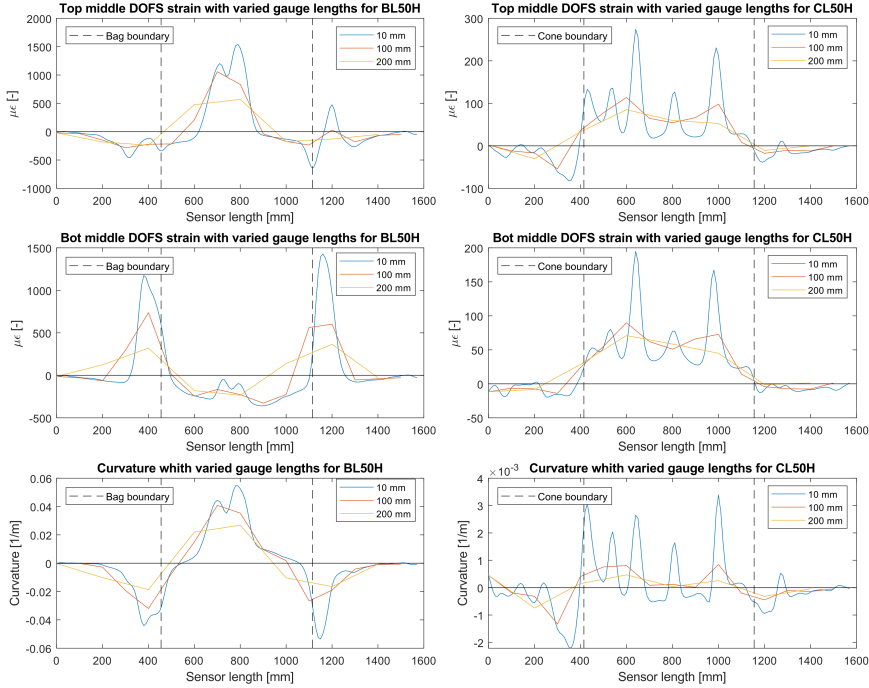 Top middle DOFS strain with varied gauge lengths for BL50H
2000
1500
1000
500
0
-500
-1000
με [-]
Bag boundary
10 mm
100 mm
200 mm
0 200 400 600 800 1000 1200 1400 1600
Sensor length [mm]
Top middle DOFS strain with varied gauge lengths for CL50H
300
200
100
0
-100
με [-]
Cone boundary
10 mm
100 mm
200 mm
0 200 400 600 800 1000 1200 1400 1600
Sensor length [mm]
Bot middle DOFS strain with varied gauge lengths for BL50H
1500
1000
500
0
-500
με [-]
Bag boundary
10 mm
100 mm
200 mm
0 200 400 600 800 1000 1200 1400 1600
Sensor length [mm]
Bot middle DOFS strain with varied gauge lengths for CL50H
200
150
100
50
0
-50
με [-]
Cone boundary
10 mm
100 mm
200 mm
0 200 400 600 800 1000 1200 1400 1600
Sensor length [mm]
Curvature whith varied gauge lengths for BL50H
0.06
0.04
0.02
0
-0.02
-0.04
-0.06
Curvature [1/m]
Bag boundary
10 mm
100 mm
200 mm
0 200 400 600 800 1000 1200 1400 1600
Sensor length [mm]
Curvature whith varied gauge lengths for CL50H
× 10⁻³
4
3
2
1
0
-1
-2
Curvature [1/m]
Cone boundary
10 mm
100 mm
200 mm
0 200 400 600 800 1000 1200 1400 1600
Sensor length [mm]